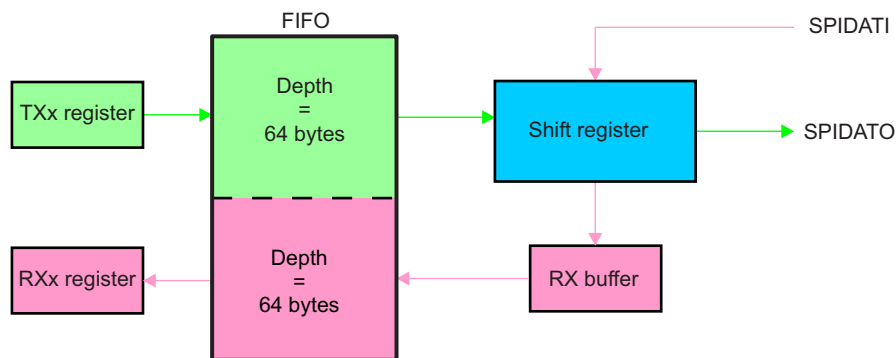 FIFO
SPIDATI
TXx register
Depth
=
64 bytes
Shift register
SPIDATO
RXx register
Depth
=
64 bytes
RX buffer